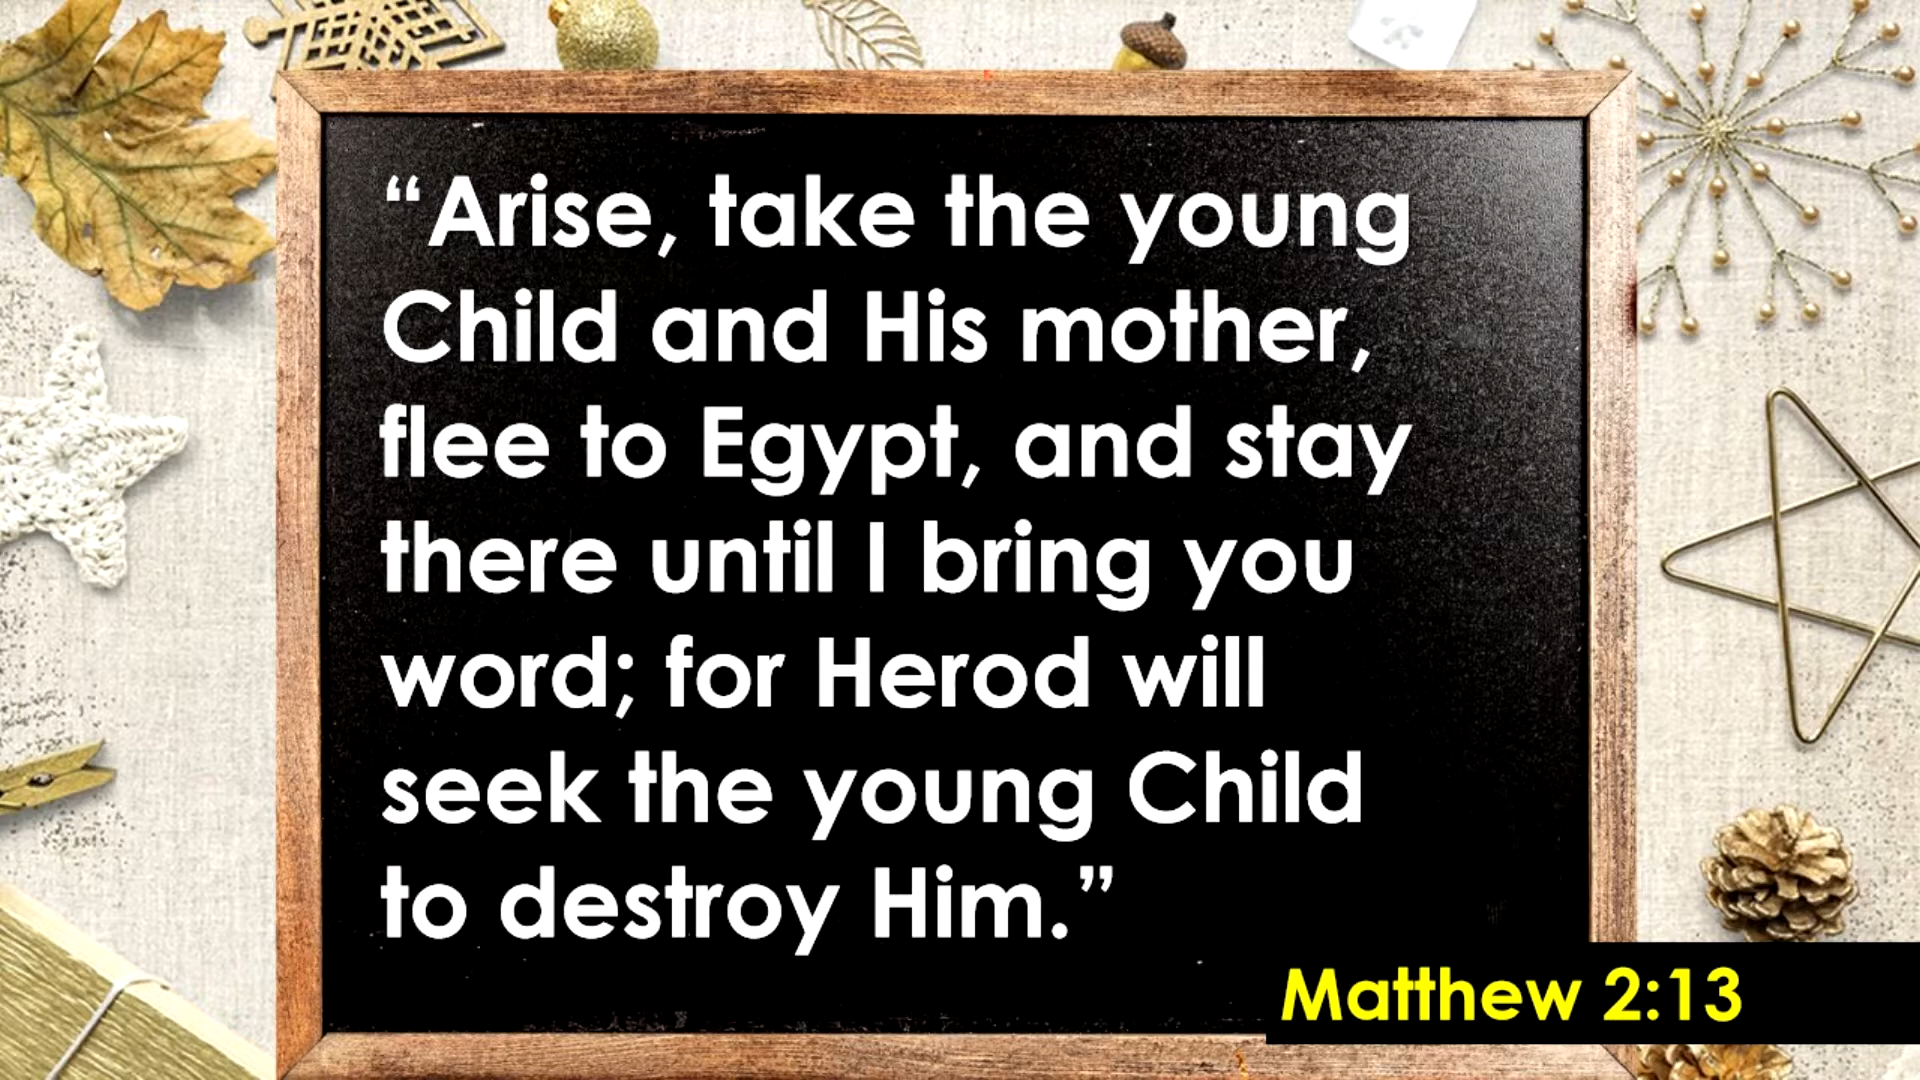 “Arise, take the young
Child and His mother,
flee to Egypt, and stay
there until I bring you
word; for Herod will
seek the young Child
to destroy Him.”
Matthew 2:13